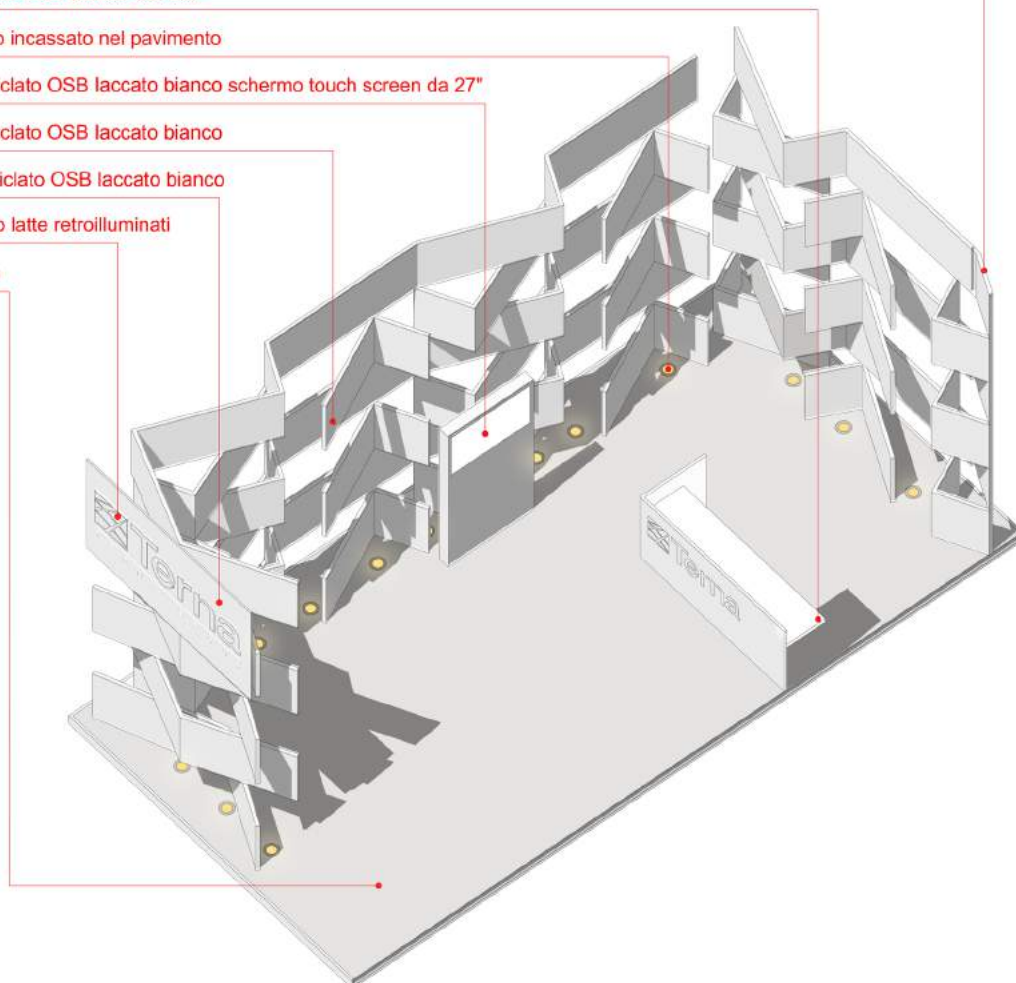 o incassato nel pavimento
clato OSB laccato bianco schermo touch screen da 27"
clato OSB laccato bianco
iclato OSB laccato bianco
o latte retroilluminati
Terna
Terna